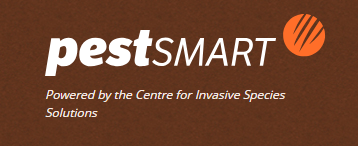 pestSMART
Powered by the Centre for Invasive Species
Solutions